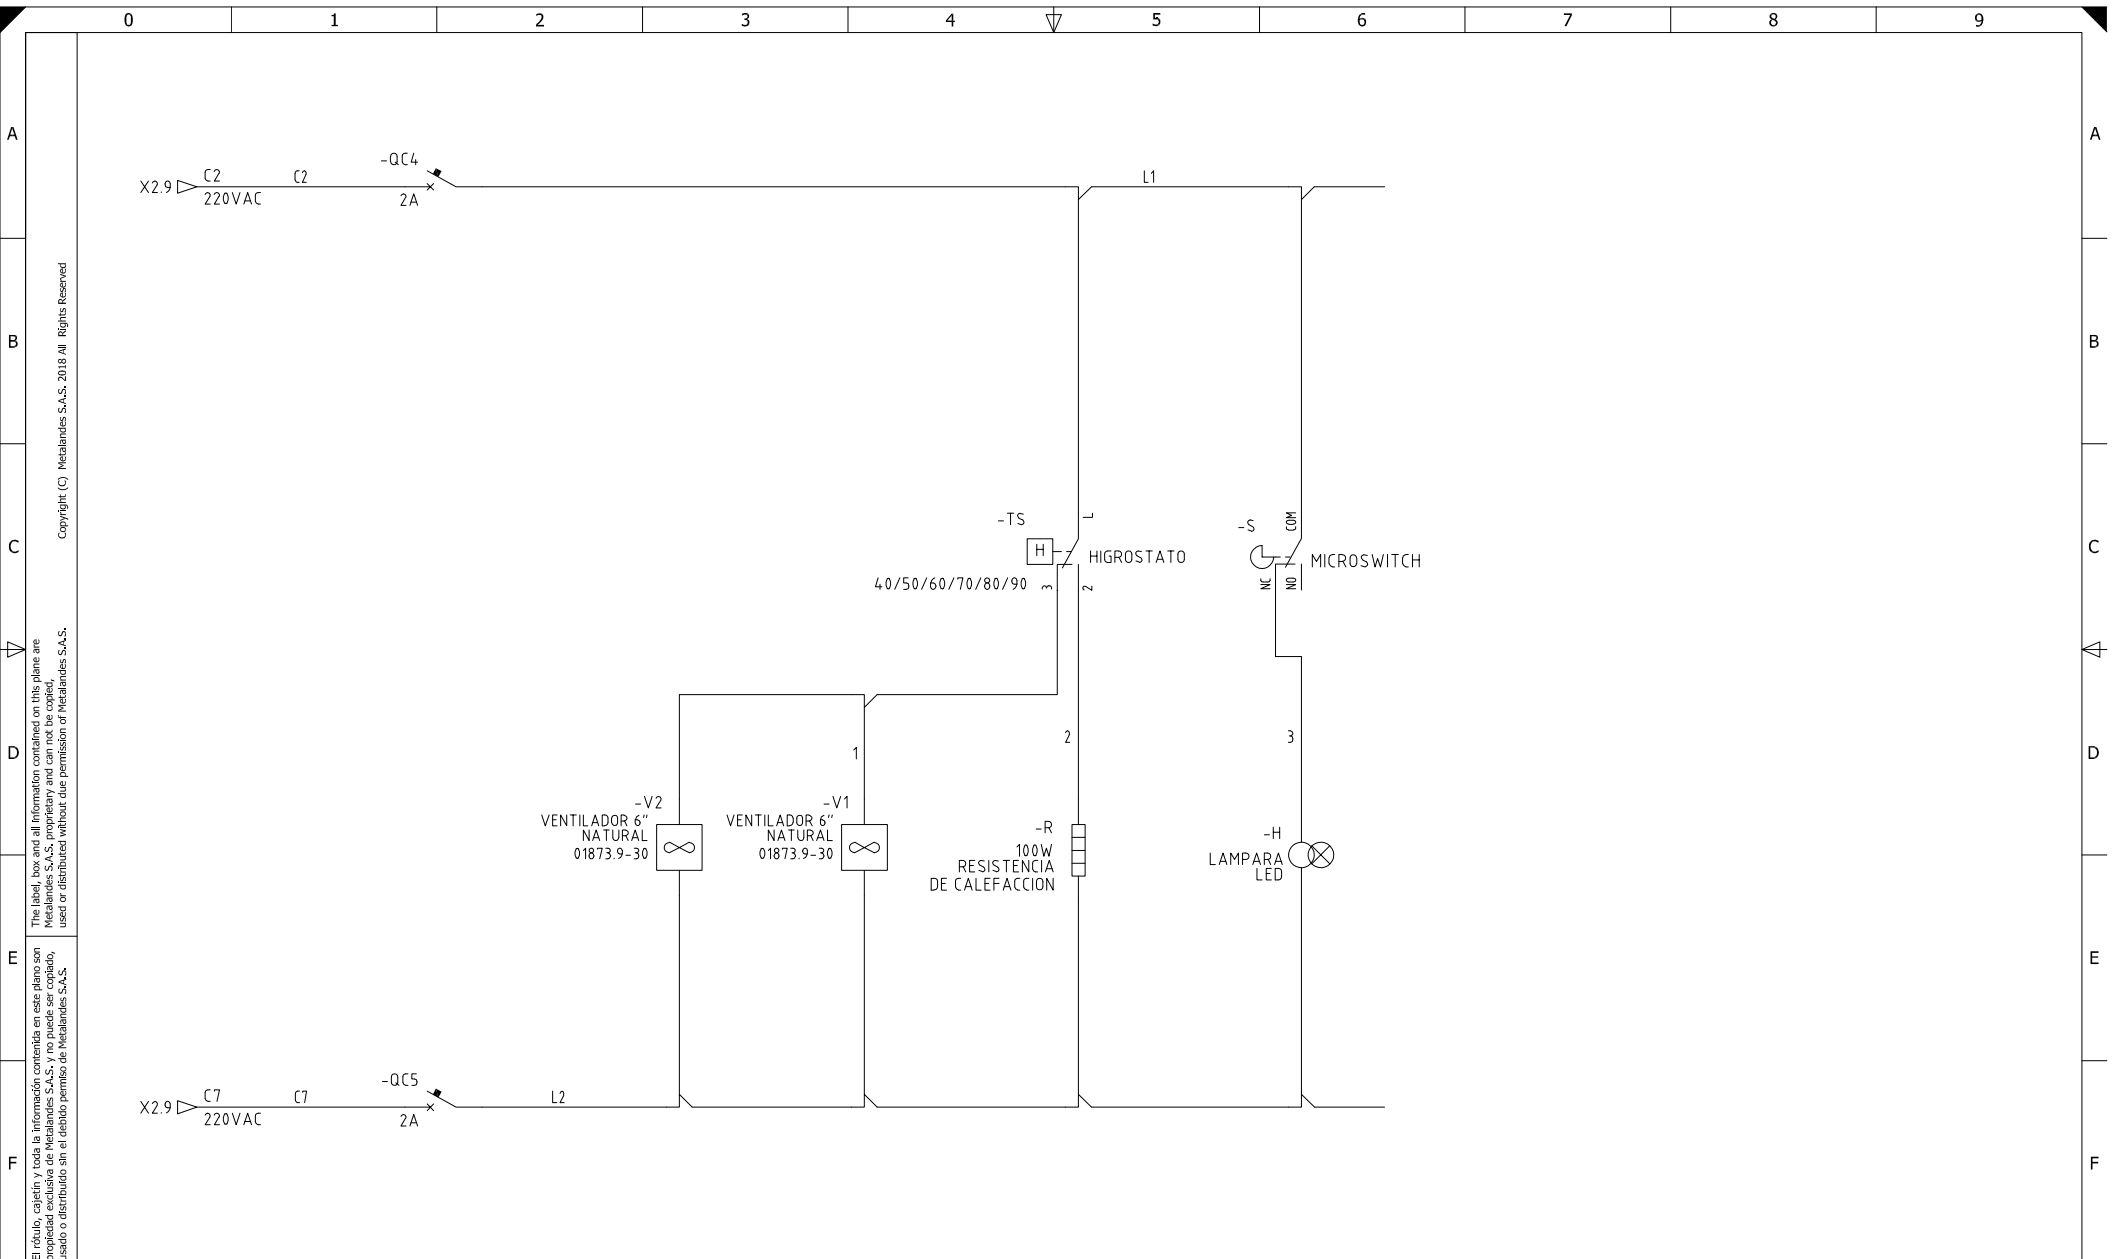 0 1 2 3 4 5 6 7 8 9
A A
-QC4
C2 C2 L1
X2.9
220VAC 2A
B B
Copyright (C) Metalandes S.A.S. 2018 All Rights Reserved
C C
-TS L
-S COM
H HIGROSTATO
MICROSWITCH
40/50/60/70/80/90 3 2
NC NO
The label, box and all information contained on this plane are
Metalandes S.A.S. proprietary and can not be copied,
used or distributed without due permission of Metalandes S.A.S.
D D
1 2 3
-V2
VENTILADOR 6"
NATURAL
01873.9-30
-V1
VENTILADOR 6"
NATURAL
01873.9-30
-R
100W
RESISTENCIA
DE CALEFACCION
-H
LAMPARA
LED
E E
El rótulo, cajetín y toda la información contenida en este plano son
propiedad exclusiva de Metalandes S.A.S. y no puede ser copiado,
usado o distribuído sin el debido permiso de Metalandes S.A.S.
-QC5
C7 C7 L2
X2.9
220VAC 2A
F F